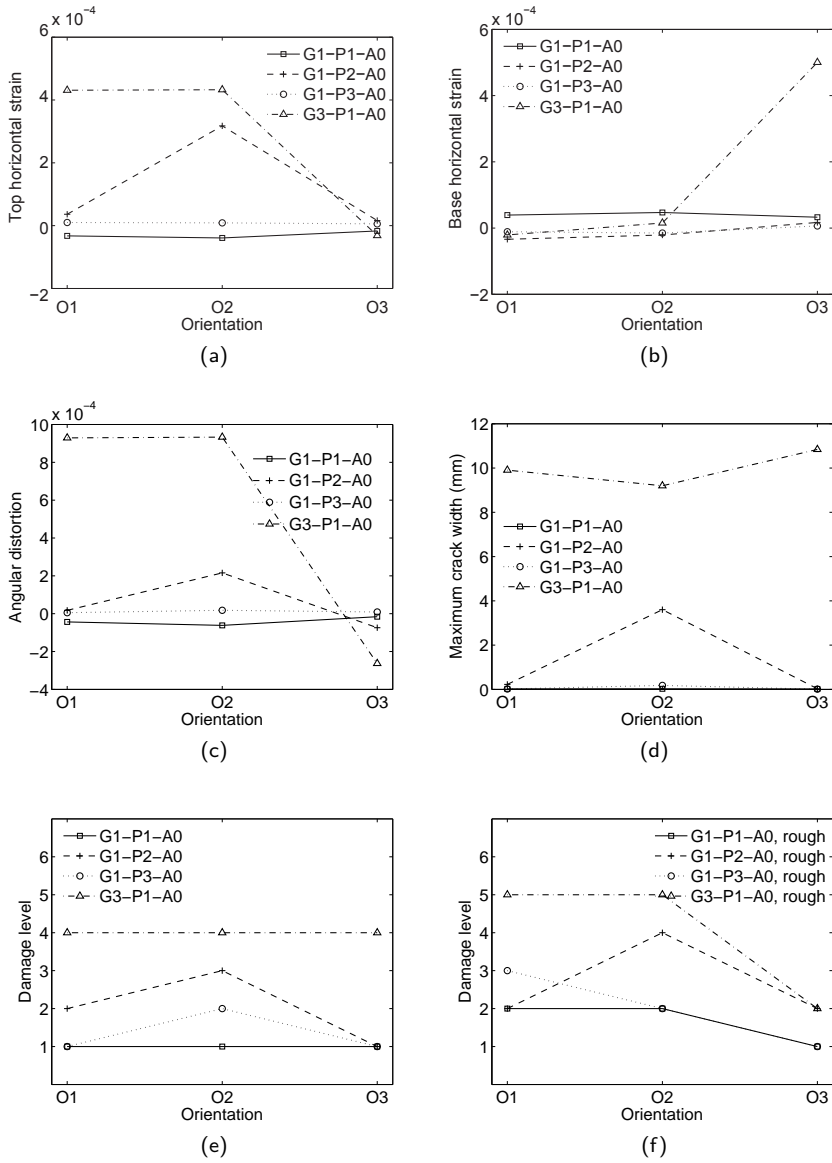 x 10−4
6
4
2
0
−2
Top horizontal strain
G1−P1−A0
G1−P2−A0
G1−P3−A0
G3−P1−A0
O1 O2 O3
Orientation
(a)
x 10−4
6
4
2
0
−2
Base horizontal strain
G1−P1−A0
G1−P2−A0
G1−P3−A0
G3−P1−A0
O1 O2 O3
Orientation
(b)
x 10−4
10
8
6
4
2
0
−2
−4
Angular distortion
G1−P1−A0
G1−P2−A0
G1−P3−A0
G3−P1−A0
O1 O2 O3
Orientation
(c)
12
10
8
6
4
2
0
Maximum crack width (mm)
G1−P1−A0
G1−P2−A0
G1−P3−A0
G3−P1−A0
O1 O2 O3
Orientation
(d)
6
5
4
3
2
1
Damage level
G1−P1−A0
G1−P2−A0
G1−P3−A0
G3−P1−A0
O1 O2 O3
Orientation
(e)
6
5
4
3
2
1
Damage level
G1−P1−A0, rough
G1−P2−A0, rough
G1−P3−A0, rough
G3−P1−A0, rough
O1 O2 O3
Orientation
(f)